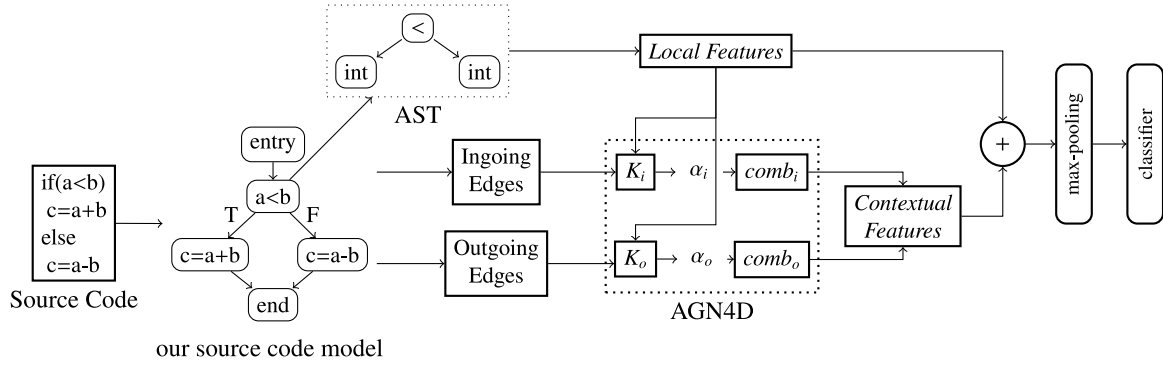 if(a<b)
c=a+b
else
c=a-b
Source Code
entry
a<b
T
F
c=a+b
c=a-b
end
our source code model
<
int
int
AST
Local Features
Ingoing
Edges
Outgoing
Edges
K_i
α_i
comb_i
K_o
α_o
comb_o
AGN4D
Contextual
Features
+
max-pooling
classifier